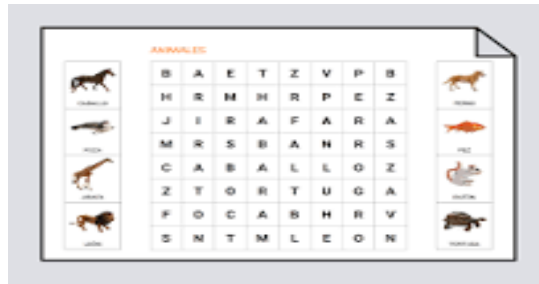 ANIMALES
CABALLO
B A E T Z V P B
PERRO
H R M H R P E Z
J I R A F A R A
FOCA
M R S B A N R S
PEZ
C A B A L L O Z
JIRAFA
Z T O R T U G A
RATÓN
F O C A B H R V
LEÓN
S N T M L E O N
TORTUGA